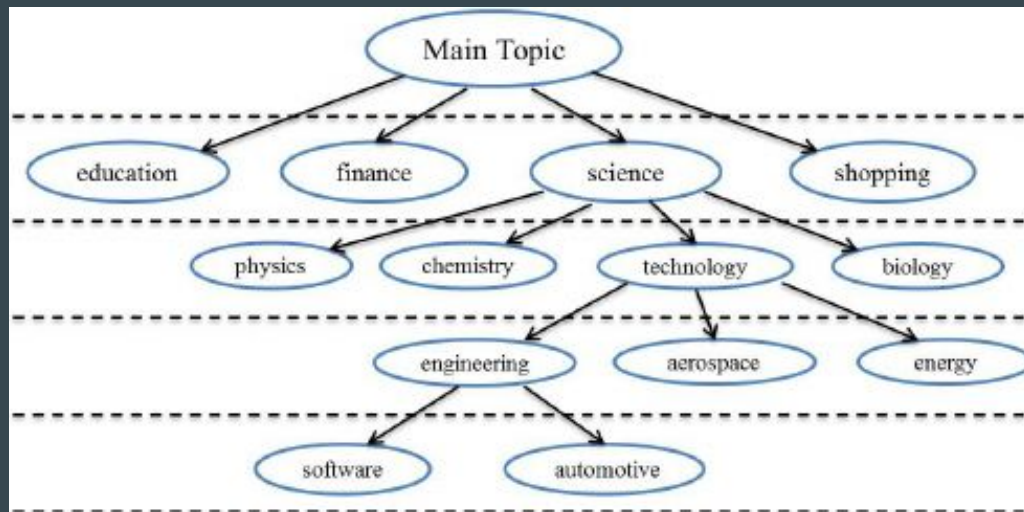 Main Topic
education finance science shopping
physics chemistry technology biology
engineering aerospace energy
software automotive